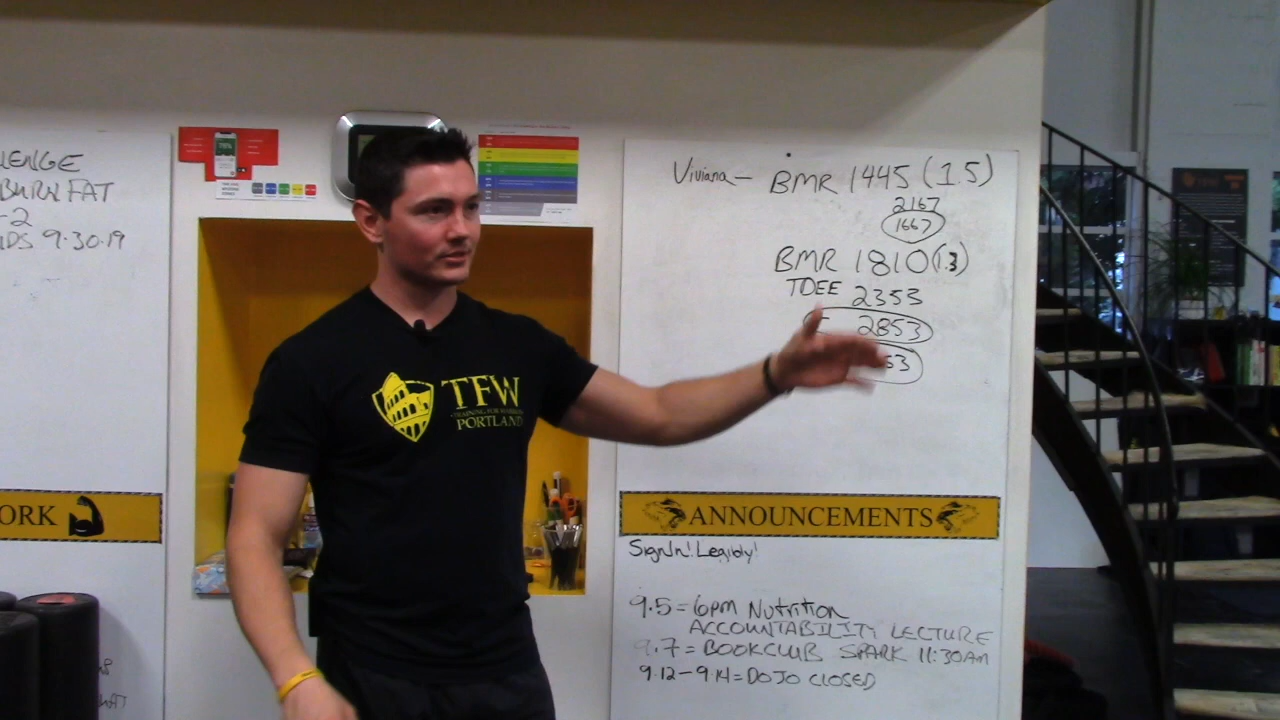 LENGE
BURN FAT
-2
DS 9.30.19
ORK
TFW
TRAINING FOR WARRIORS
PORTLAND
Viviana — BMR 1445 (1.5)
2167
1667
BMR 1810 (1.3)
TDEE 2353
2853
53
ANNOUNCEMENTS
Sign In! Legibly!
9.5 = 6pm Nutrition
ACCOUNTABILITY LECTURE
9.7 = BOOKCLUB SPARK 11:30AM
9.12 - 9.14 = DOJO CLOSED